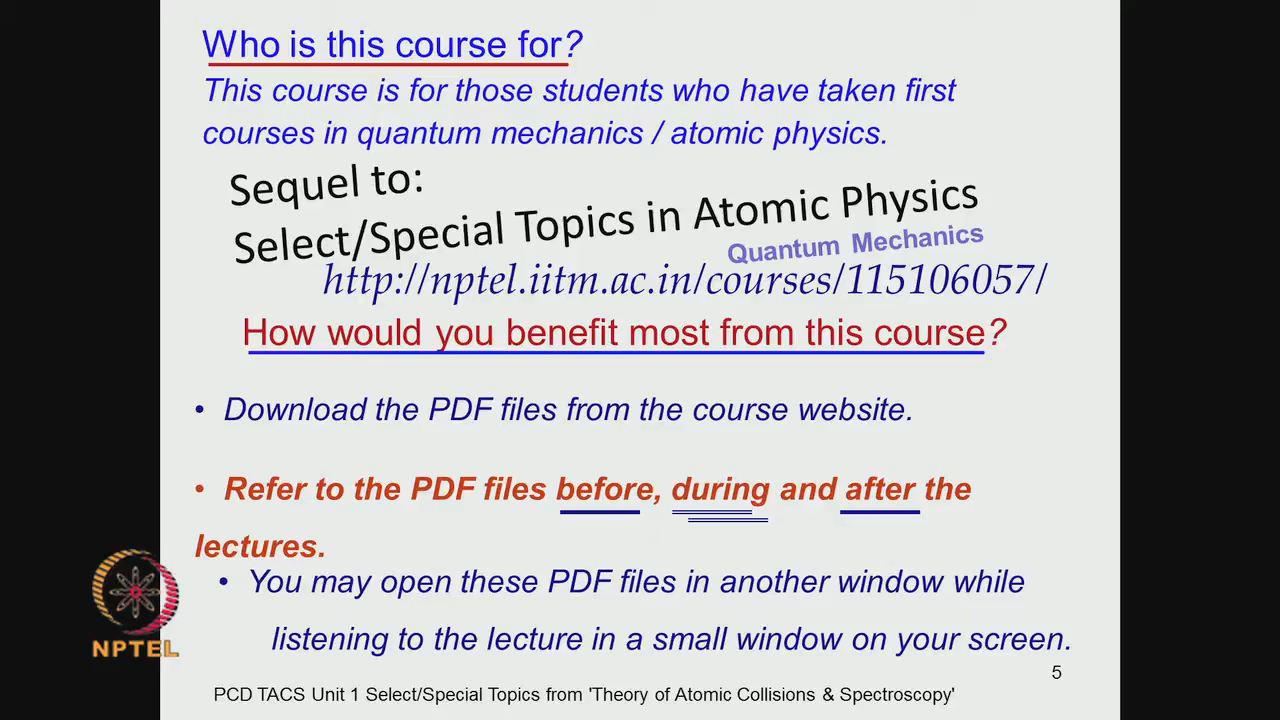 Who is this course for?
This course is for those students who have taken first
courses in quantum mechanics / atomic physics.
Sequel to:
Select/Special Topics in Atomic Physics
Quantum Mechanics
http://nptel.iitm.ac.in/courses/115106057/
How would you benefit most from this course?
• Download the PDF files from the course website.
• Refer to the PDF files before, during and after the
lectures.
• You may open these PDF files in another window while
listening to the lecture in a small window on your screen.
NPTEL
5
PCD TACS Unit 1 Select/Special Topics from 'Theory of Atomic Collisions & Spectroscopy'